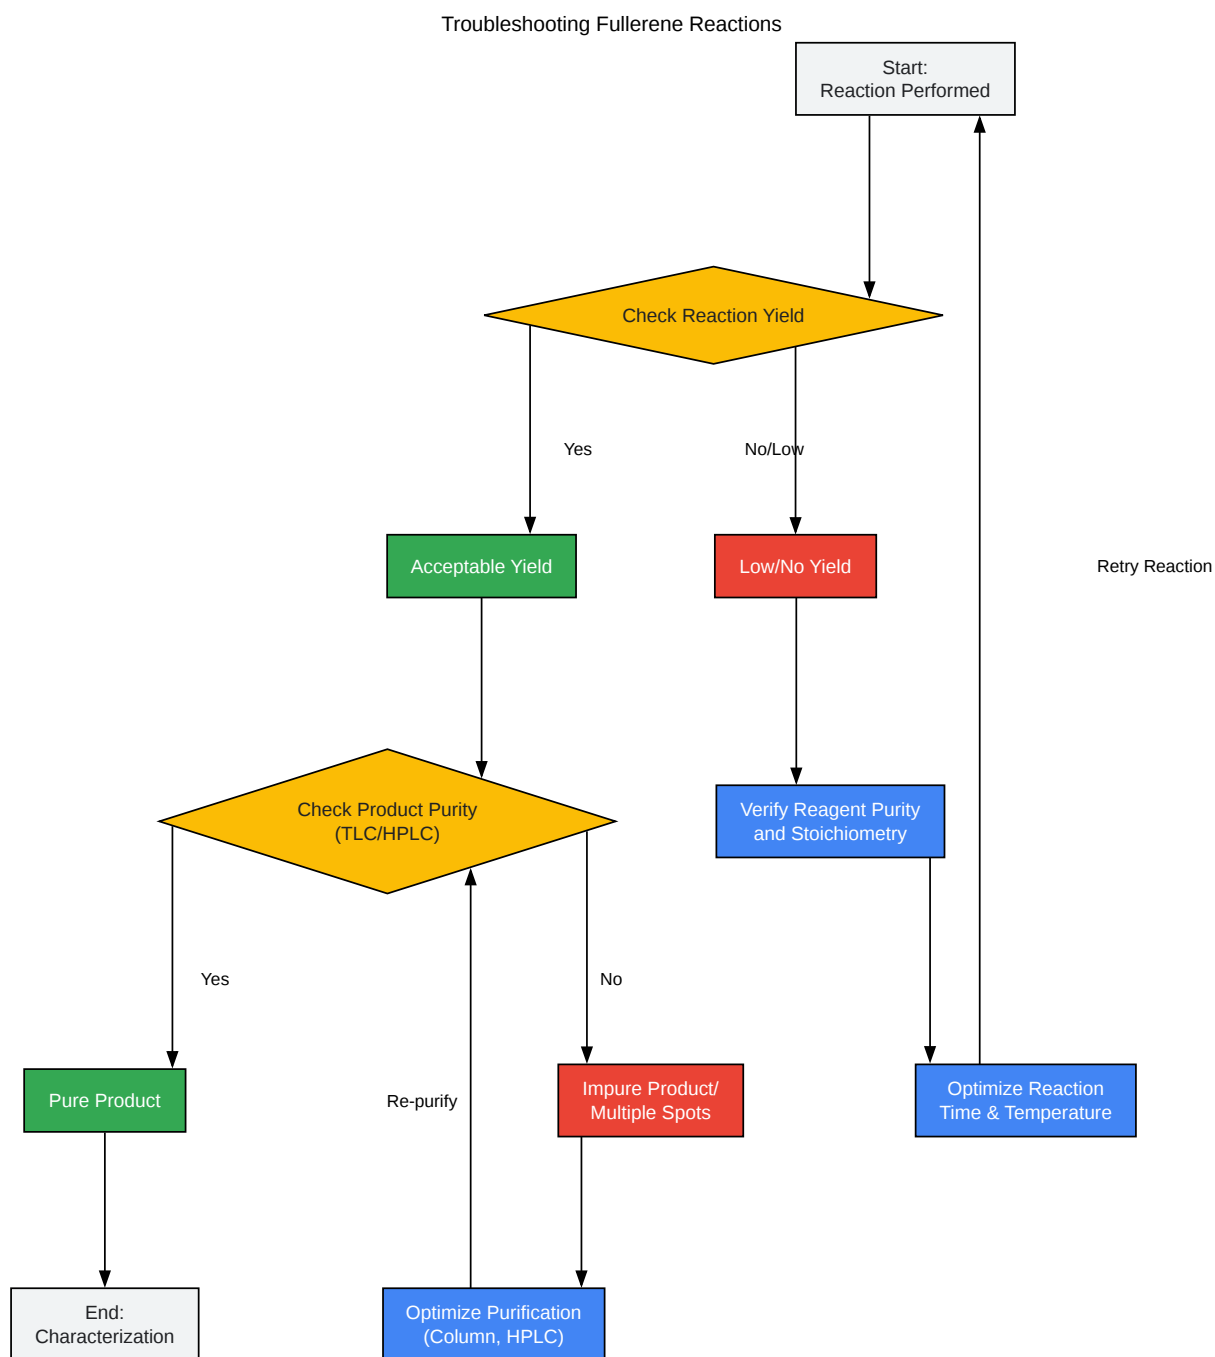 Troubleshooting Fullerene Reactions
Start:
Reaction Performed
Check Reaction Yield
Yes
No/Low
Acceptable Yield
Low/No Yield
Retry Reaction
Check Product Purity
(TLC/HPLC)
Verify Reagent Purity
and Stoichiometry
Yes
No
Pure Product
Re-purify
Impure Product/
Multiple Spots
Optimize Reaction
Time & Temperature
End:
Characterization
Optimize Purification
(Column, HPLC)